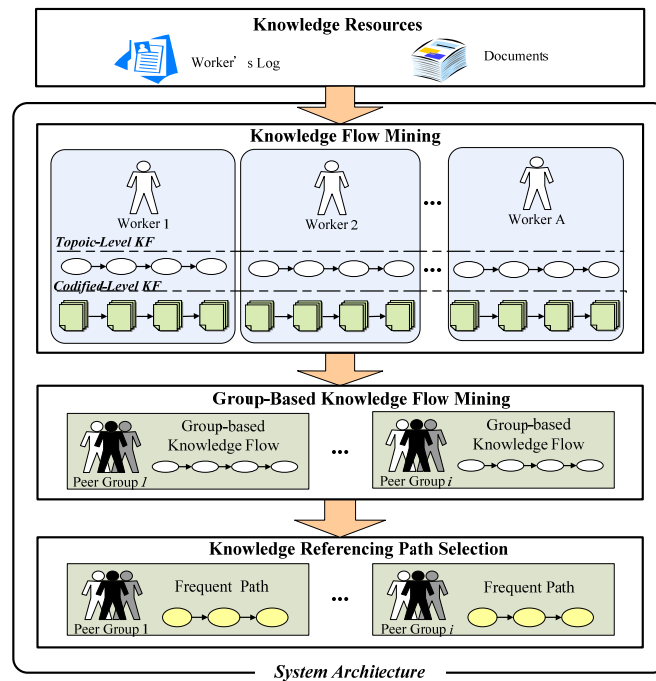 Knowledge Resources
Worker's Log
Documents
Knowledge Flow Mining
Worker 1
Worker 2
...
Worker A
Topoic-Level KF
...
Codified-Level KF
Group-Based Knowledge Flow Mining
Group-based
Knowledge Flow
Peer Group 1
...
Group-based
Knowledge Flow
Peer Group i
Knowledge Referencing Path Selection
Frequent Path
Peer Group 1
...
Frequent Path
Peer Group i
System Architecture